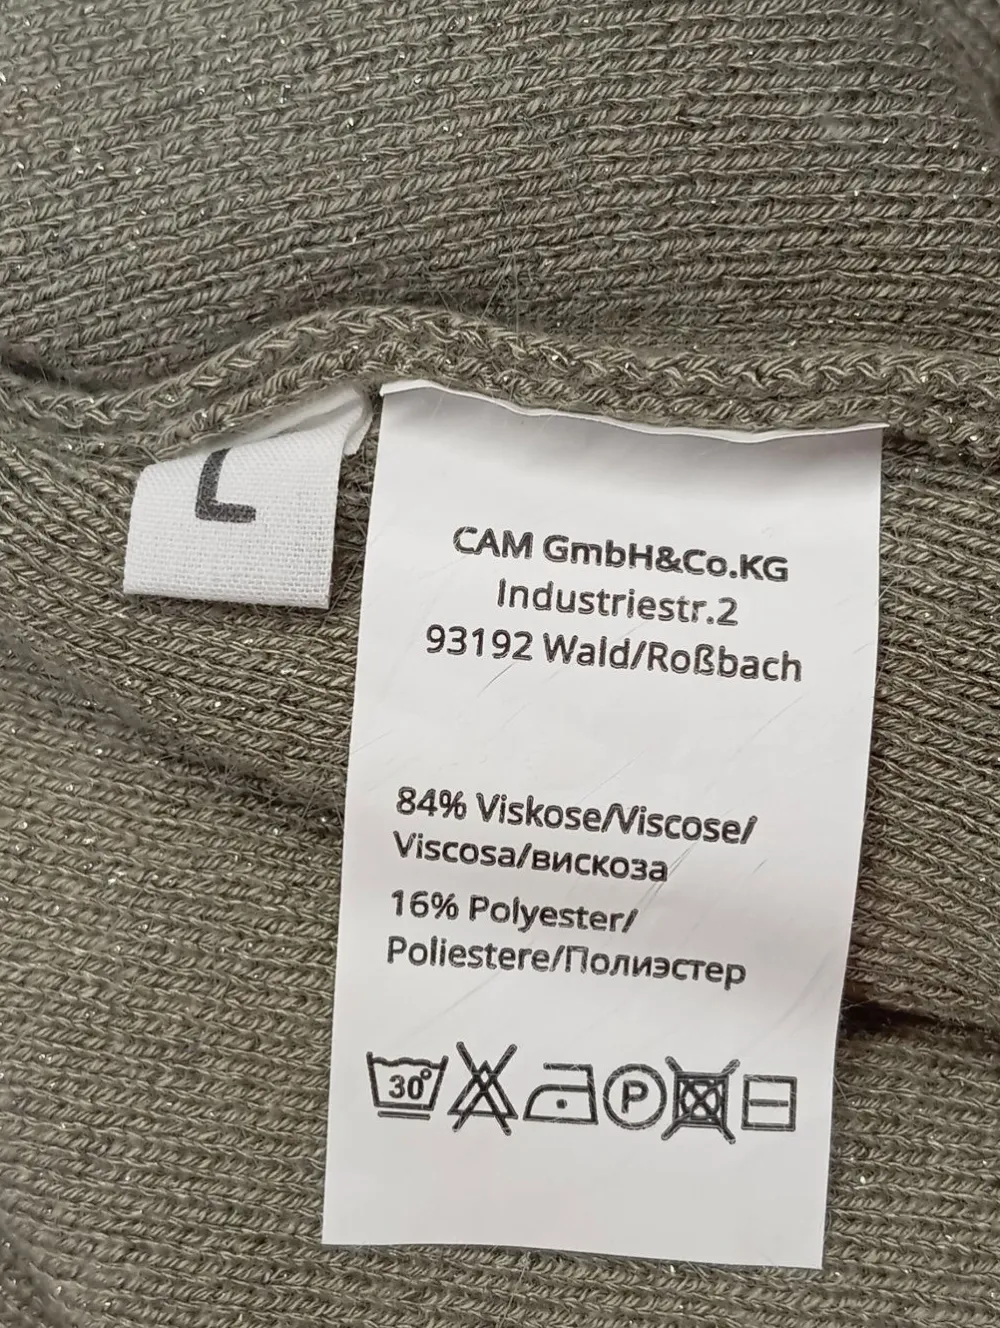 L
CAM GmbH&Co.KG
Industriestr.2
93192 Wald/Roßbach
84% Viskose/Viscose/
Viscosa/вискоза
16% Polyester/
Poliestere/Полиэстер
30° P